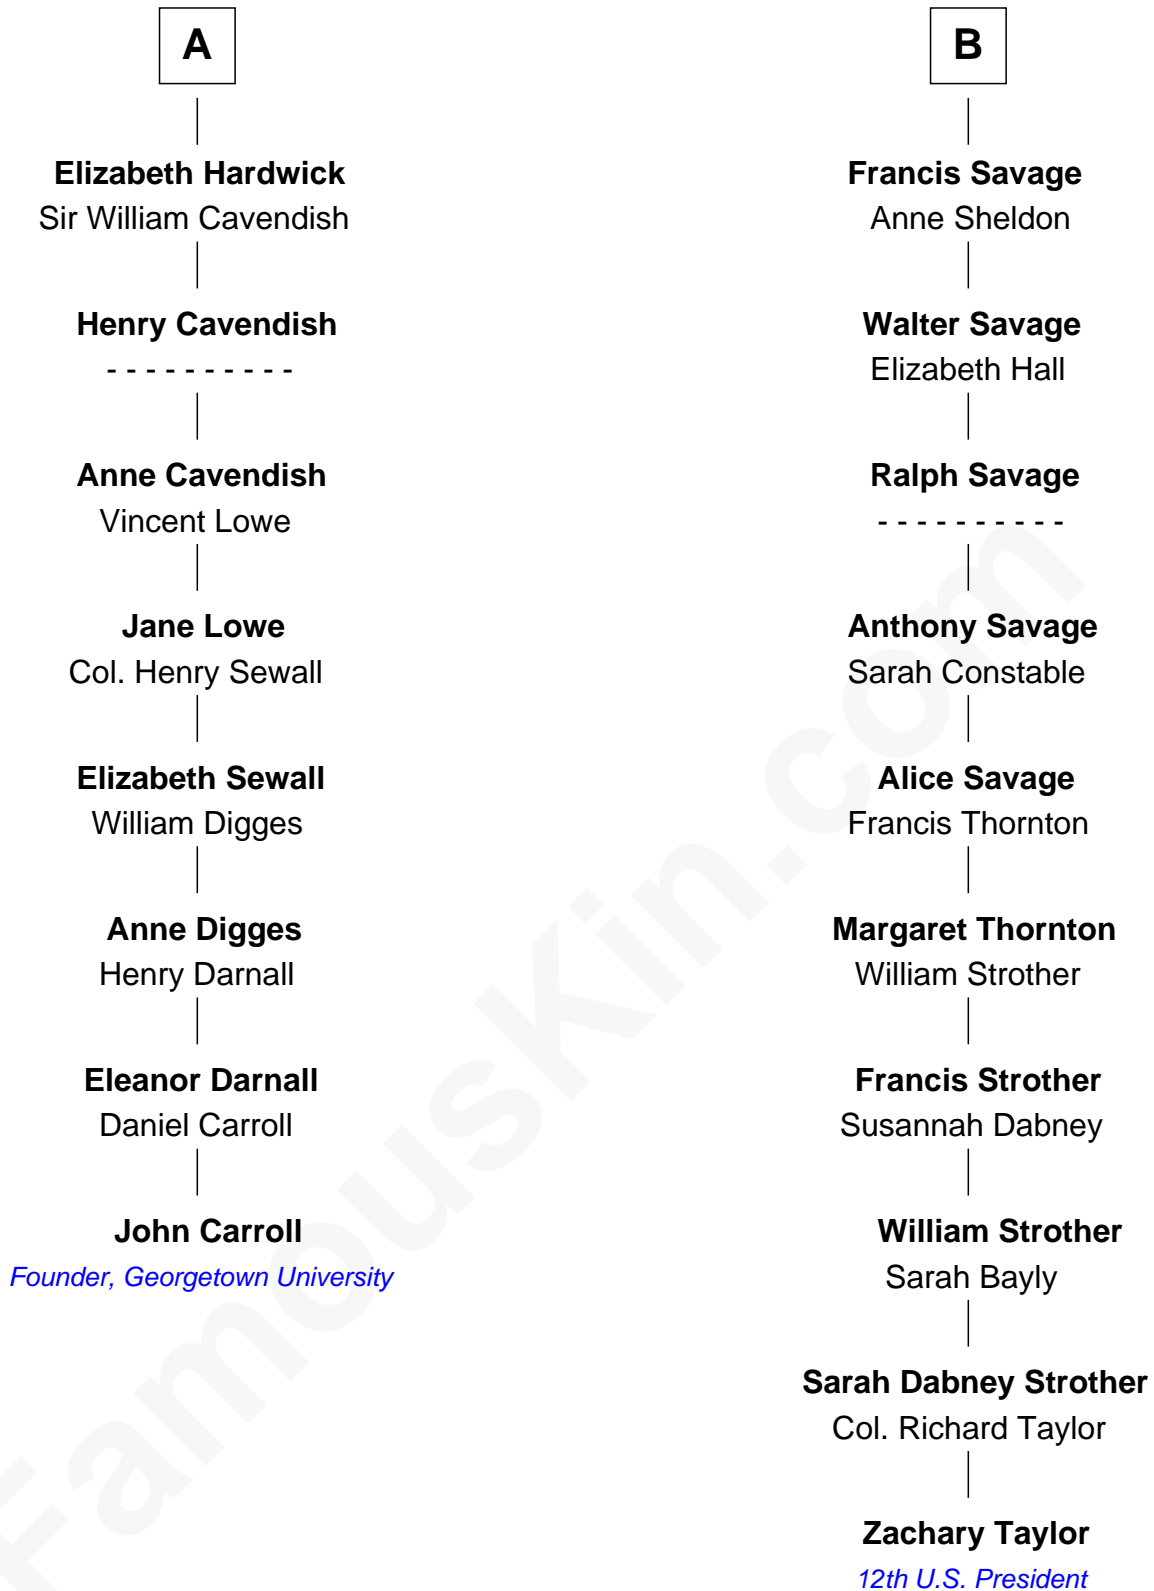 A
Elizabeth Hardwick
Sir William Cavendish
Henry Cavendish
- - - - - - - - - -
Anne Cavendish
Vincent Lowe
Jane Lowe
Col. Henry Sewall
Elizabeth Sewall
William Digges
Anne Digges
Henry Darnall
Eleanor Darnall
Daniel Carroll
John Carroll
Founder, Georgetown University
B
Francis Savage
Anne Sheldon
Walter Savage
Elizabeth Hall
Ralph Savage
- - - - - - - - - -
Anthony Savage
Sarah Constable
Alice Savage
Francis Thornton
Margaret Thornton
William Strother
Francis Strother
Susannah Dabney
William Strother
Sarah Bayly
Sarah Dabney Strother
Col. Richard Taylor
Zachary Taylor
12th U.S. President
FamousKin.com